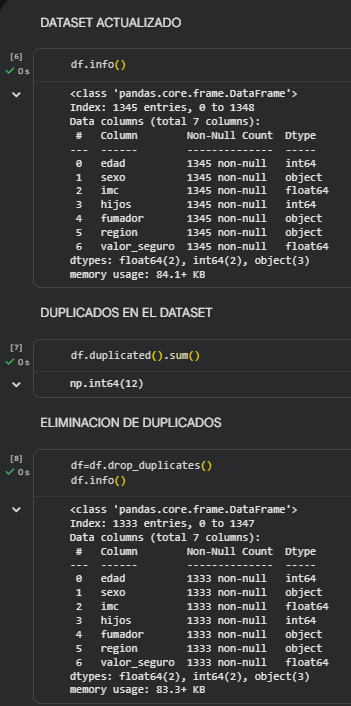 DATASET ACTUALIZADO
[6]
0 s
df.info()
<class 'pandas.core.frame.DataFrame'>
Index: 1345 entries, 0 to 1348
Data columns (total 7 columns):
 #   Column        Non-Null Count  Dtype
---  ------        --------------  -----
 0   edad          1345 non-null   int64
 1   sexo          1345 non-null   object
 2   imc           1345 non-null   float64
 3   hijos         1345 non-null   int64
 4   fumador       1345 non-null   object
 5   region        1345 non-null   object
 6   valor_seguro  1345 non-null   float64
dtypes: float64(2), int64(2), object(3)
memory usage: 84.1+ KB
DUPLICADOS EN EL DATASET
[7]
0 s
df.duplicated().sum()
np.int64(12)
ELIMINACION DE DUPLICADOS
[8]
0 s
df=df.drop_duplicates()
df.info()
<class 'pandas.core.frame.DataFrame'>
Index: 1333 entries, 0 to 1347
Data columns (total 7 columns):
 #   Column        Non-Null Count  Dtype
---  ------        --------------  -----
 0   edad          1333 non-null   int64
 1   sexo          1333 non-null   object
 2   imc           1333 non-null   float64
 3   hijos         1333 non-null   int64
 4   fumador       1333 non-null   object
 5   region        1333 non-null   object
 6   valor_seguro  1333 non-null   float64
dtypes: float64(2), int64(2), object(3)
memory usage: 83.3+ KB